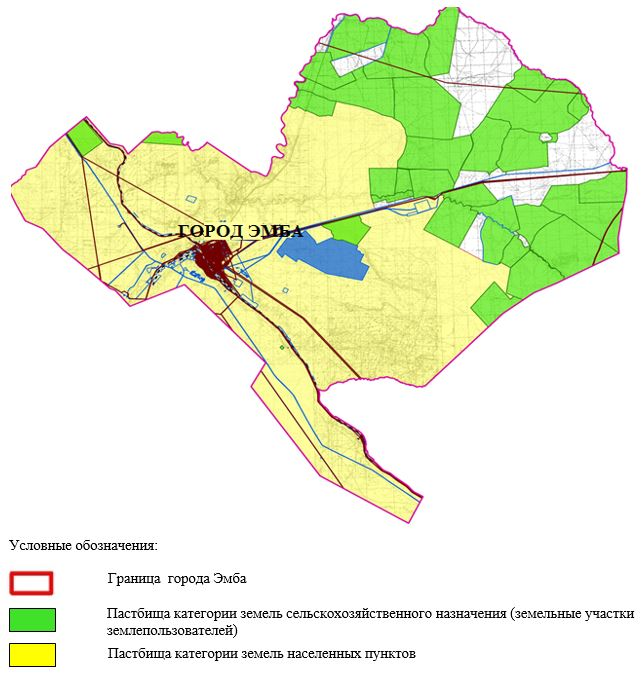 ГОРОД ЭМБА
Условные обозначения:
Граница города Эмба
Пастбища категории земель сельскохозяйственного назначения (земельные участки
землепользователей)
Пастбища категории земель населенных пунктов